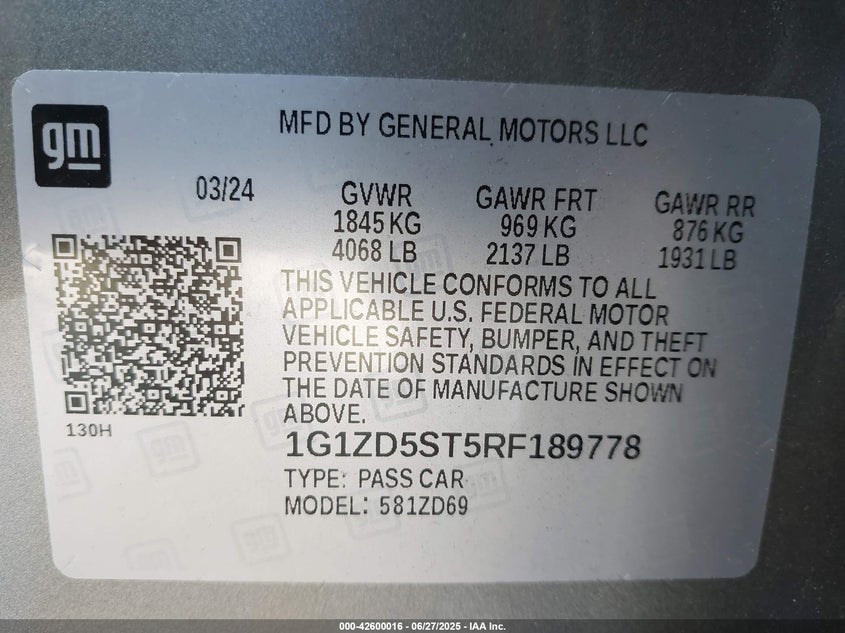 gm
MFD BY GENERAL MOTORS LLC
03/24
GVWR GAWR FRT GAWR RR
1845 KG 969 KG 876 KG
4068 LB 2137 LB 1931 LB
THIS VEHICLE CONFORMS TO ALL
APPLICABLE U.S. FEDERAL MOTOR
VEHICLE SAFETY, BUMPER, AND THEFT
PREVENTION STANDARDS IN EFFECT ON
THE DATE OF MANUFACTURE SHOWN
ABOVE.
130H
1G1ZD5ST5RF189778
TYPE: PASS CAR
MODEL: 581ZD69
000-42600016 - 06/27/2025 - IAA Inc.